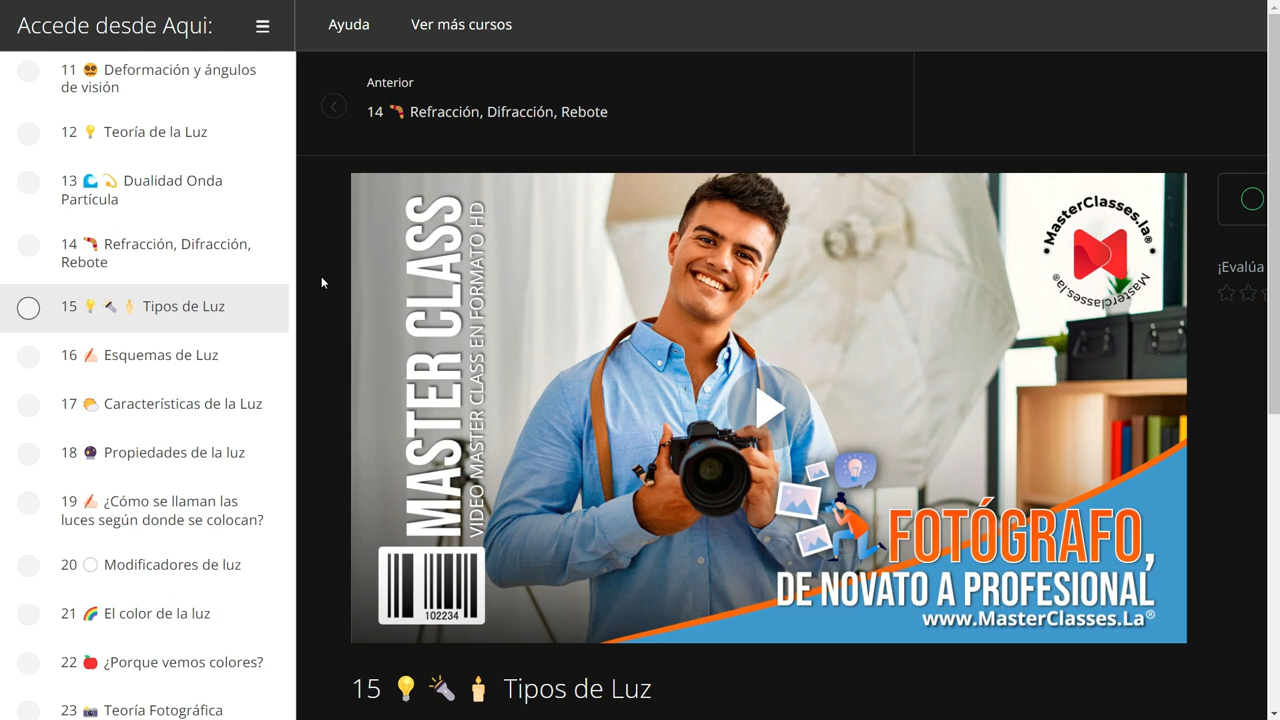 Accede desde Aqui:
Ayuda
Ver más cursos
11 😵 Deformación y ángulos
de visión
12 💡 Teoría de la Luz
13 🌊 💫 Dualidad Onda
Partícula
14 🪃 Refracción, Difracción,
Rebote
15 💡 🔦 🕯️ Tipos de Luz
16 ✍🏻 Esquemas de Luz
17 🌤️ Características de la Luz
18 🔮 Propiedades de la luz
19 ✍🏻 ¿Cómo se llaman las
luces según donde se colocan?
20 ⚪ Modificadores de luz
21 🌈 El color de la luz
22 🍎 ¿Porque vemos colores?
23 📸 Teoría Fotográfica
Anterior
14 🪃 Refracción, Difracción, Rebote
MASTER CLASS
VIDEO MASTER CLASS EN FORMATO HD
102234
MasterClasses.la®
Masterclasses.la®
FOTÓGRAFO,
DE NOVATO A PROFESIONAL
www.MasterClasses.La®
¡Evalúa
15 💡 🔦 🕯️ Tipos de Luz